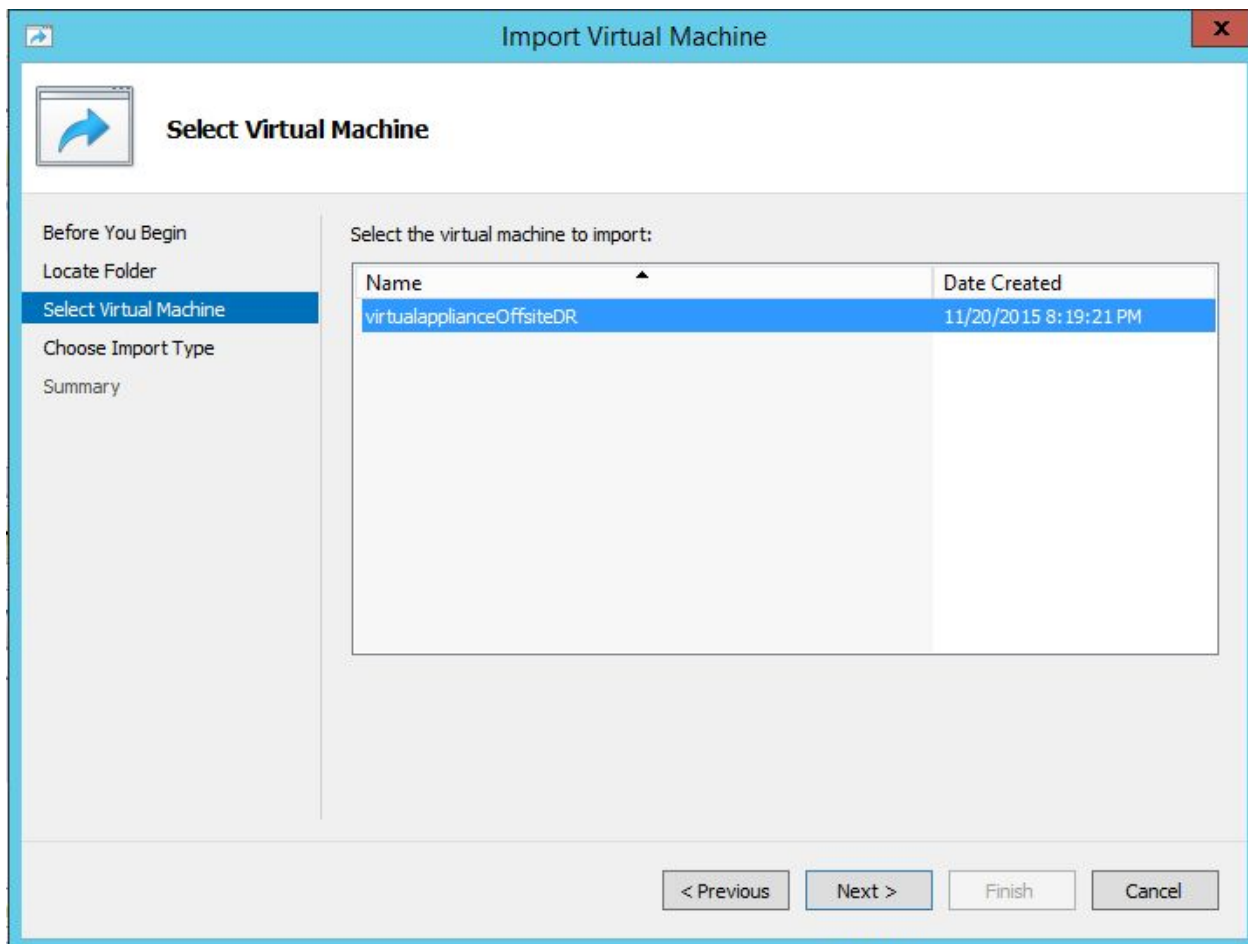 Import Virtual Machine
x
Select Virtual Machine
Before You Begin
Locate Folder
Select Virtual Machine
Choose Import Type
Summary
Select the virtual machine to import:
Name Date Created
virtualapplianceOffsiteDR 11/20/2015 8:19:21 PM
< Previous Next > Finish Cancel